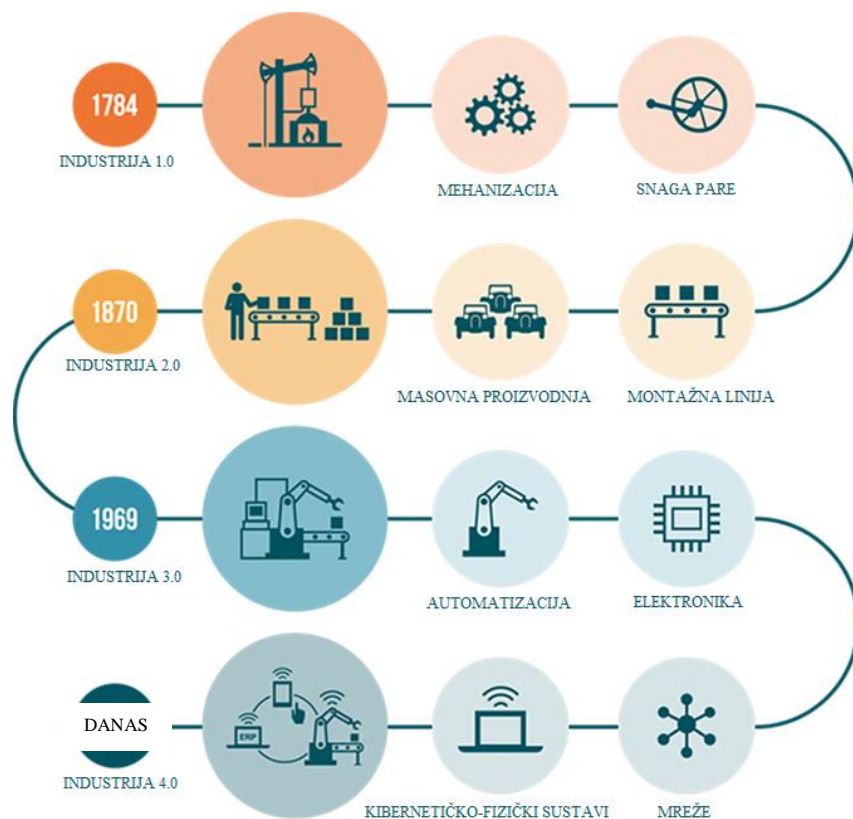 1784
INDUSTRIJA 1.0
MEHANIZACIJA
SNAGA PARE
1870
INDUSTRIJA 2.0
MASOVNA PROIZVODNJA
MONTAŽNA LINIJA
1969
INDUSTRIJA 3.0
AUTOMATIZACIJA
ELEKTRONIKA
DANAS
INDUSTRIJA 4.0
ERP
KIBERNETIČKO-FIZIČKI SUSTAVI
MREŽE